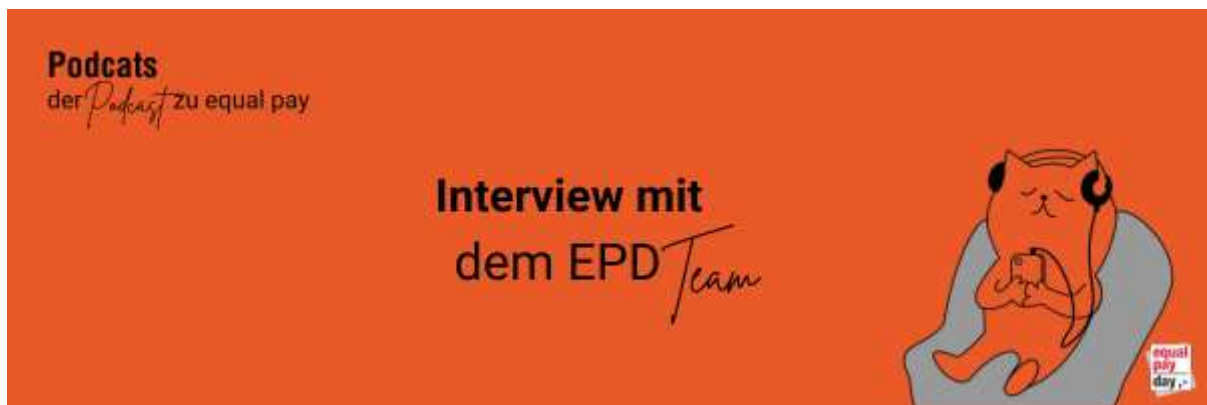 Podcats
der Podcast zu equal pay
Interview mit
dem EPD Team
equal
pay
day